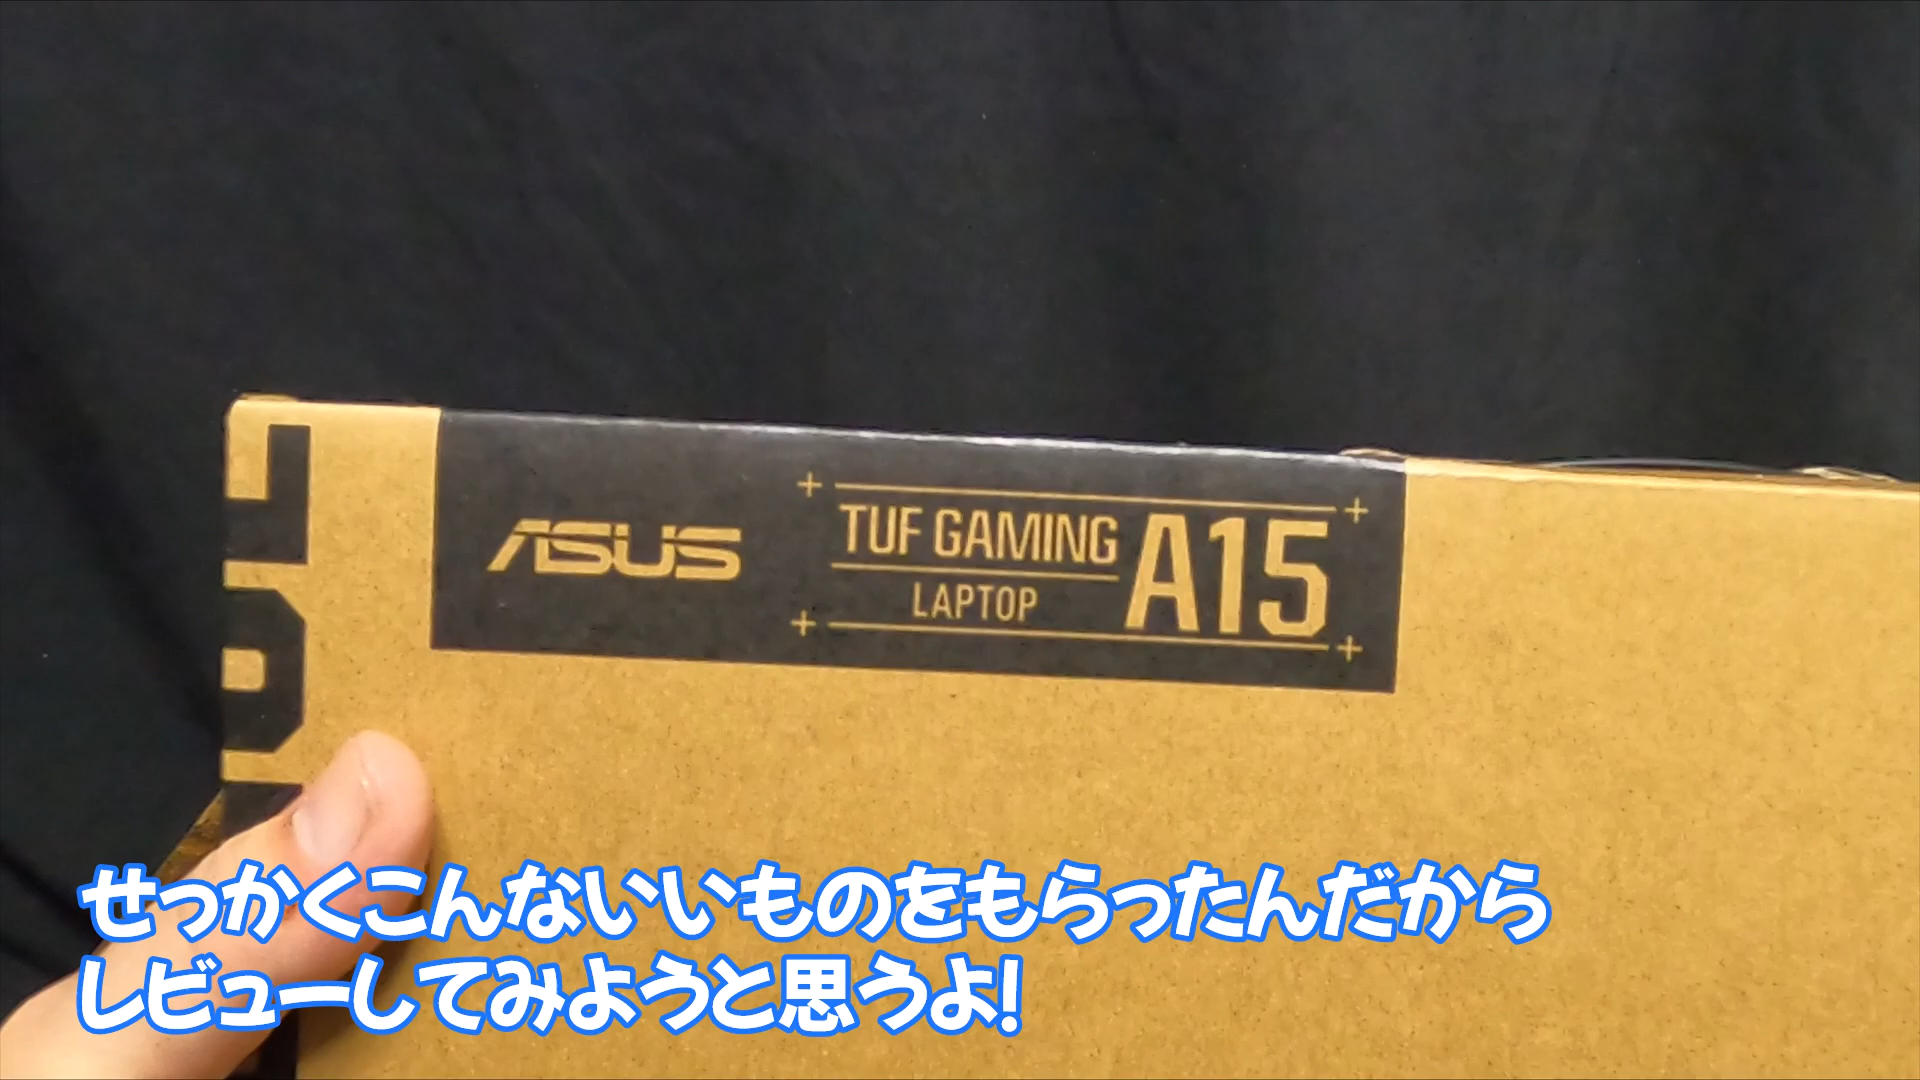 ASUS
TUF GAMING
LAPTOP
A15
せっかくこんないいものをもらったんだから
レビューしてみようと思うよ!